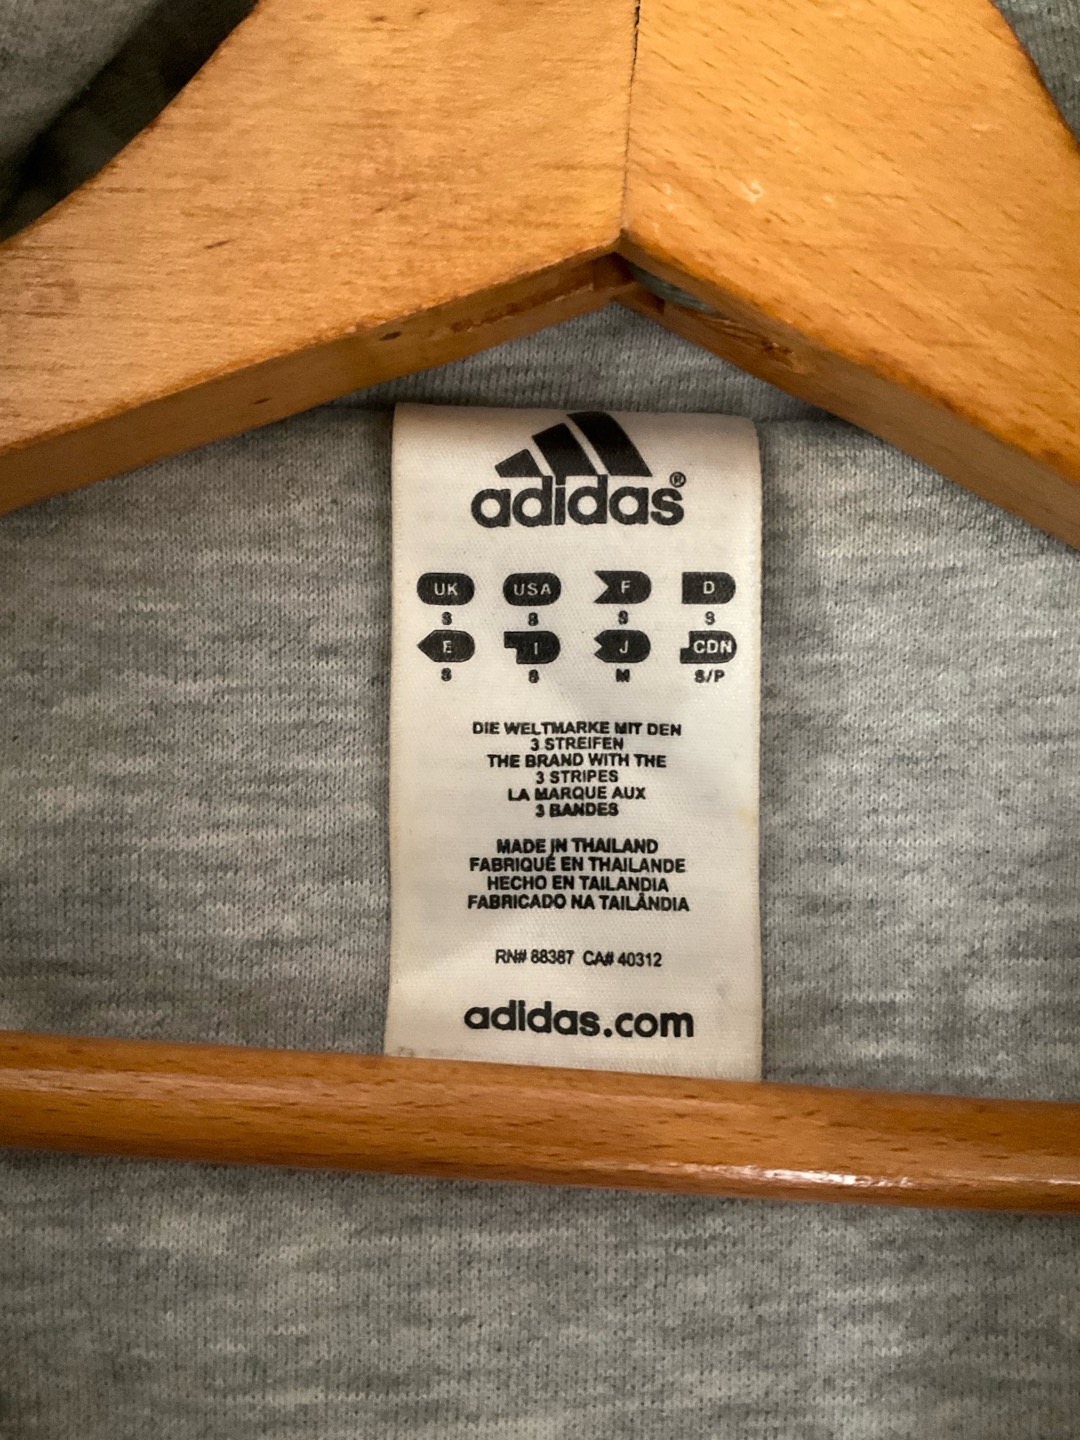 adidas®
UK USA F D
S S S S
E I J CDN
S S M S/P
DIE WELTMARKE MIT DEN
3 STREIFEN
THE BRAND WITH THE
3 STRIPES
LA MARQUE AUX
3 BANDES
MADE IN THAILAND
FABRIQUÉ EN THAILANDE
HECHO EN TAILANDIA
FABRICADO NA TAILÂNDIA
RN# 88387 CA# 40312
adidas.com